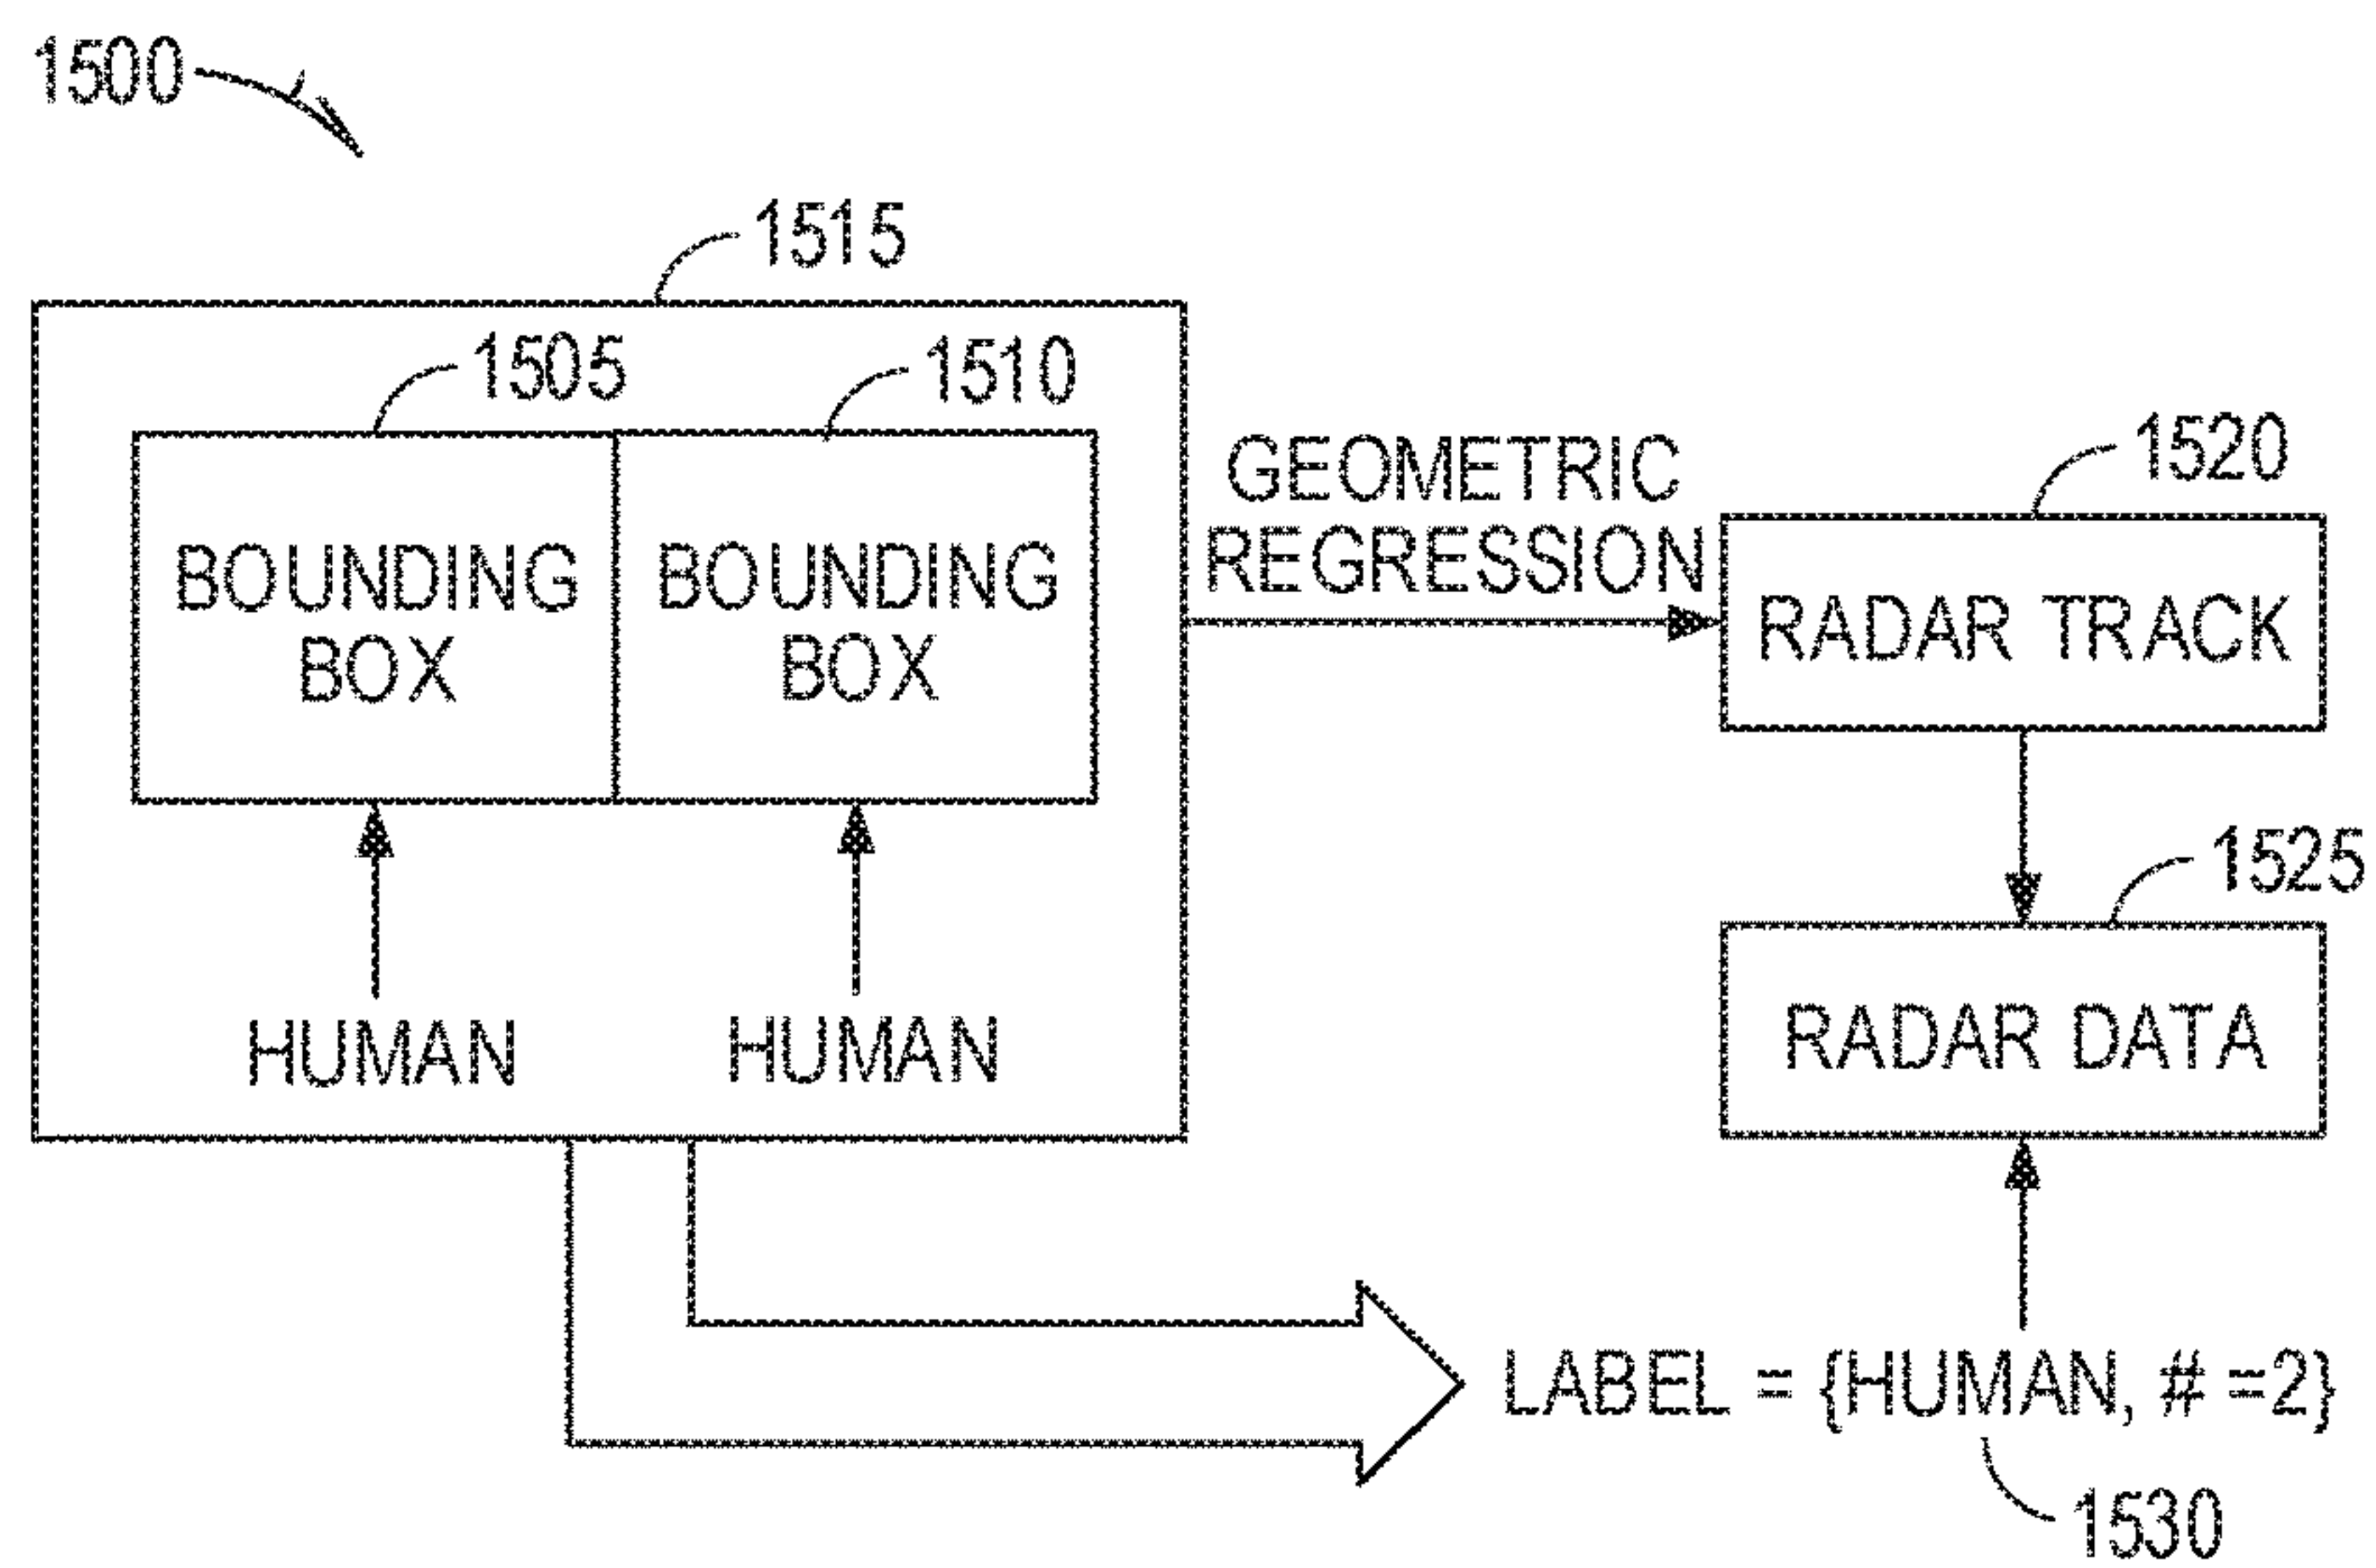 1500
1515
1505
1510
BOUNDING
BOX
BOUNDING
BOX
HUMAN
HUMAN
GEOMETRIC
REGRESSION
1520
RADAR TRACK
1525
RADAR DATA
LABEL = {HUMAN, # =2}
1530